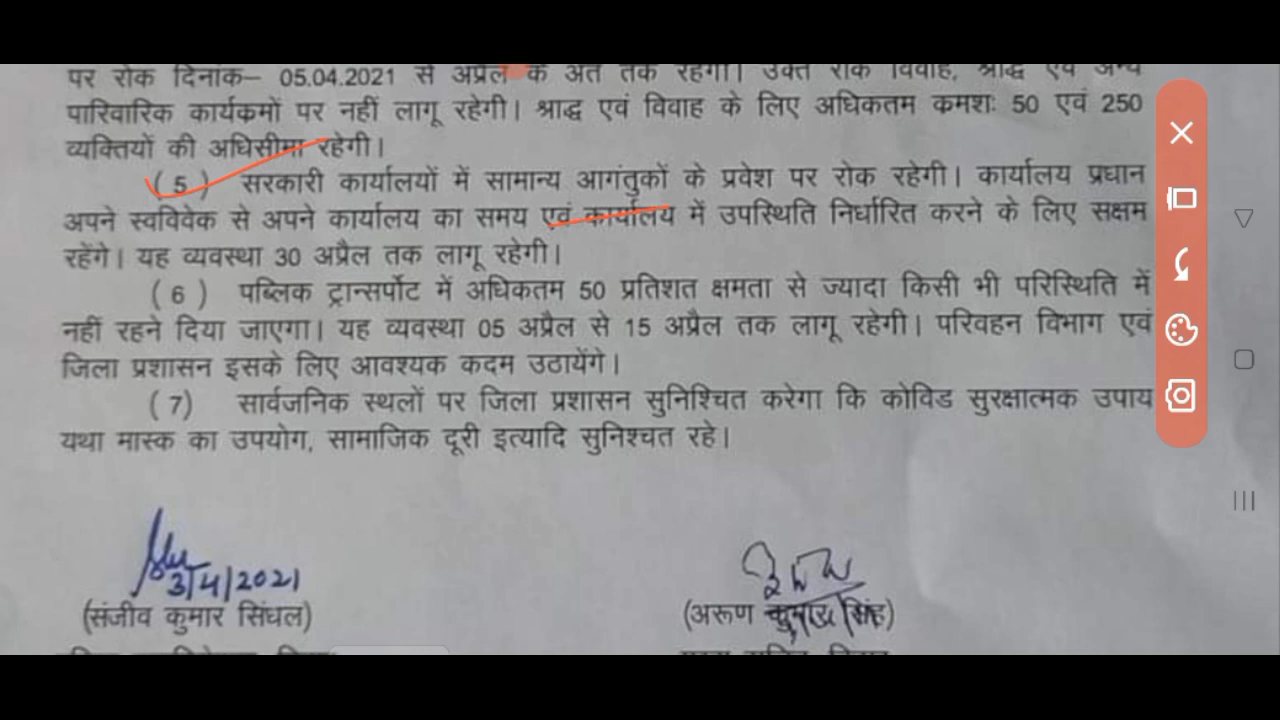 पर रोक दिनांक– 05.04.2021 से अप्रैल के अंत तक रहेगी। उक्त रोक विवाह, श्राद्ध एवं अन्य
पारिवारिक कार्यकमों पर नहीं लागू रहेगी। श्राद्ध एवं विवाह के लिए अधिकतम कमशः 50 एवं 250
व्यक्तियों की अधिसीमा रहेगी।
( 5 ) सरकारी कार्यालयों में सामान्य आगंतुकों के प्रवेश पर रोक रहेगी। कार्यालय प्रधान
अपने स्वविवेक से अपने कार्यालय का समय एवं कार्यालय में उपस्थिति निर्धारित करने के लिए सक्षम
रहेंगे। यह व्यवस्था 30 अप्रैल तक लागू रहेगी।
( 6 ) पब्लिक ट्रान्सर्पोट में अधिकतम 50 प्रतिशत क्षमता से ज्यादा किसी भी परिस्थिति में
नहीं रहने दिया जाएगा। यह व्यवस्था 05 अप्रैल से 15 अप्रैल तक लागू रहेगी। परिवहन विभाग एवं
जिला प्रशासन इसके लिए आवश्यक कदम उठायेंगे।
( 7) सार्वजनिक स्थलों पर जिला प्रशासन सुनिश्चित करेगा कि कोविड सुरक्षात्मक उपाय
यथा मास्क का उपयोग, सामाजिक दूरी इत्यादि सुनिश्चत रहे।
3/4/2021
(संजीव कुमार सिंघल) (अरूण कुमार सिंह)